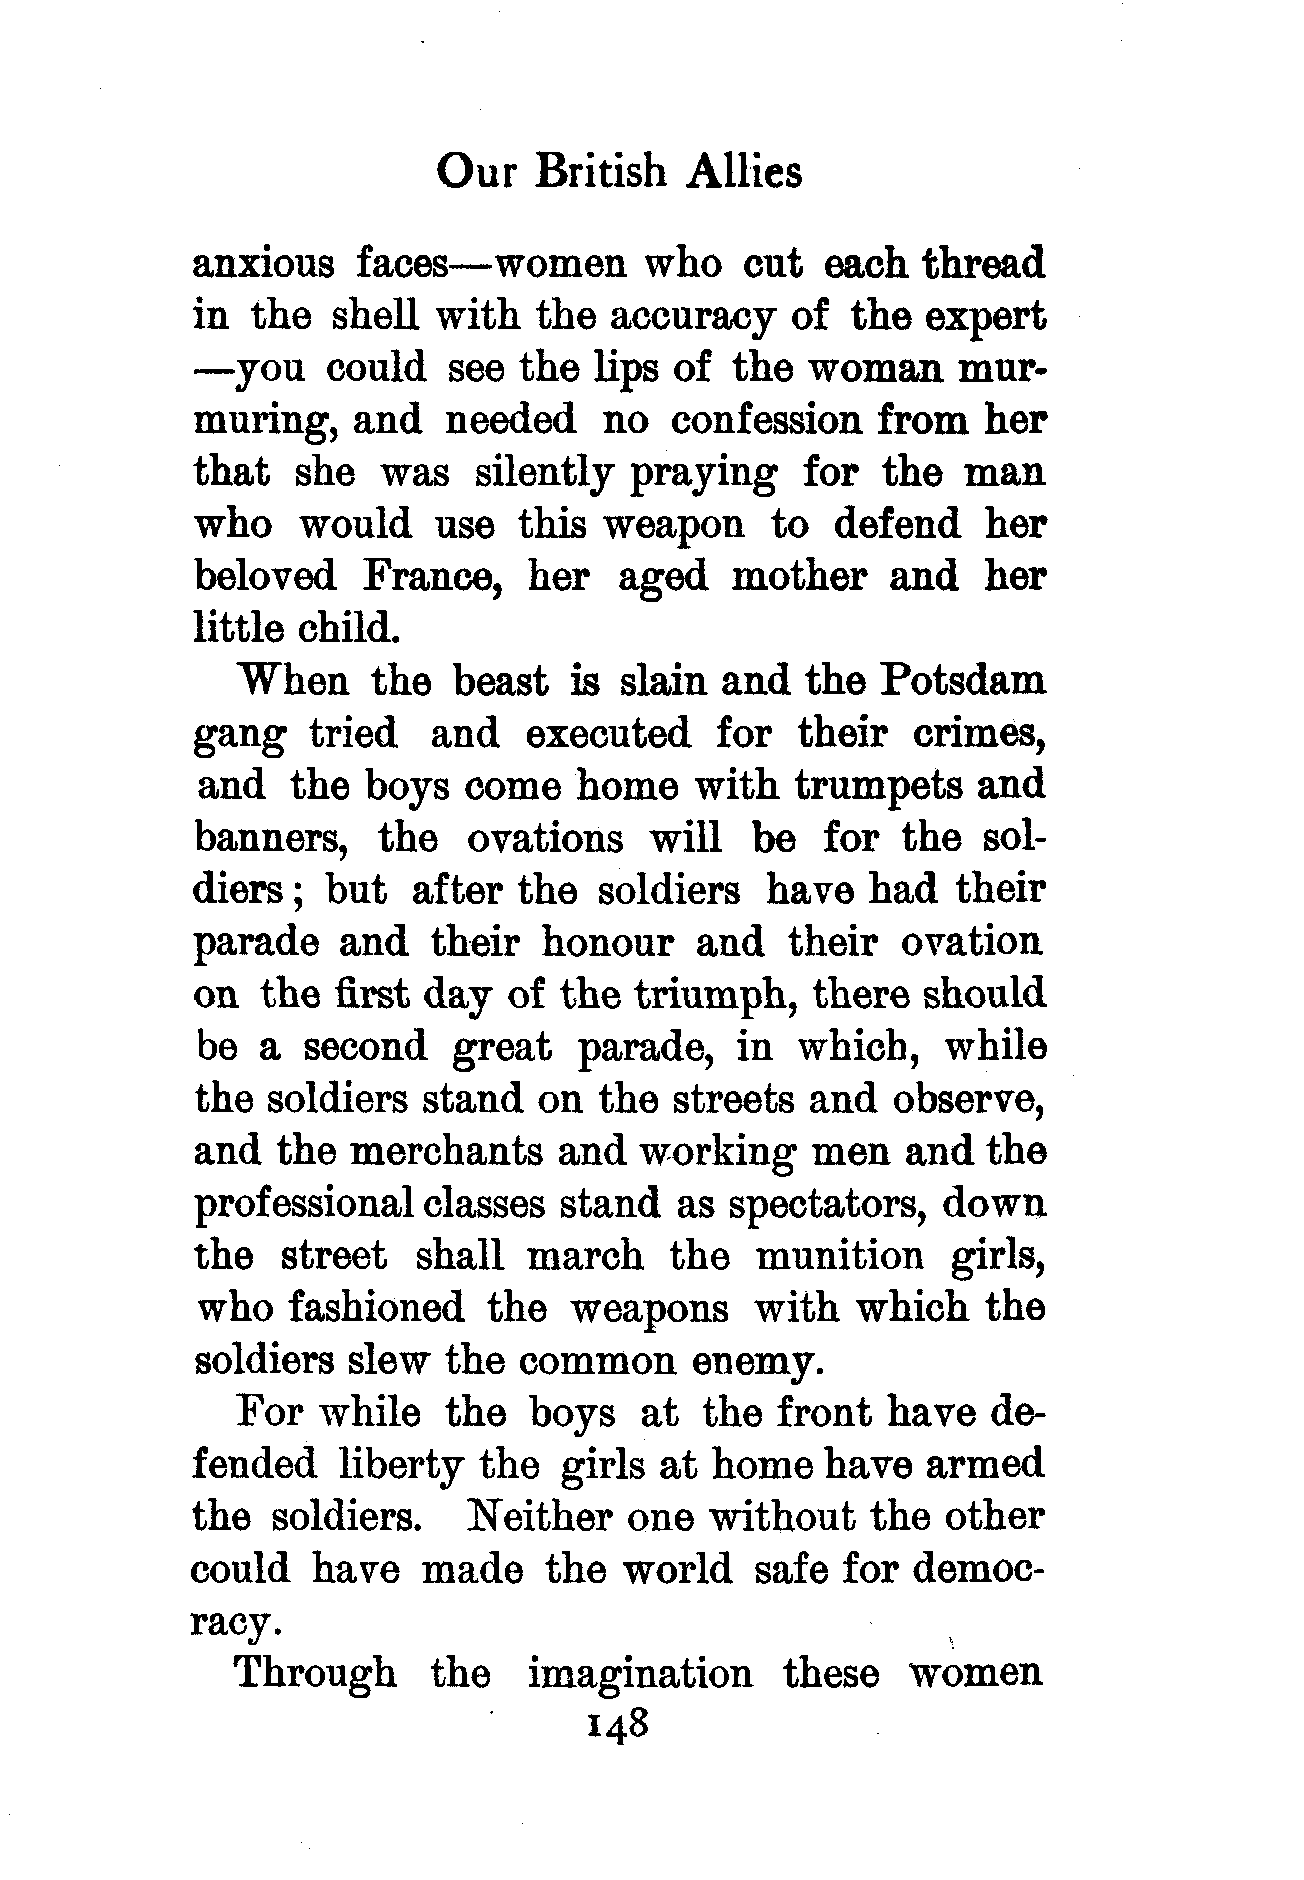 Our British Allies
anxious faces—women who cut each thread
in the shell with the accuracy of the expert
—you could see the lips of the woman mur-
muring, and needed no confession from her
that she was silently praying for the man
who would use this weapon to defend her
beloved France, her aged mother and her
little child.
When the beast is slain and the Potsdam
gang tried and executed for their crimes,
and the boys come home with trumpets and
banners, the ovations will be for the sol-
diers; but after the soldiers have had their
parade and their honour and their ovation
on the first day of the triumph, there should
be a second great parade, in which, while
the soldiers stand on the streets and observe,
and the merchants and working men and the
professional classes stand as spectators, down
the street shall march the munition girls,
who fashioned the weapons with which the
soldiers slew the common enemy.
For while the boys at the front have de-
fended liberty the girls at home have armed
the soldiers. Neither one without the other
could have made the world safe for democ-
racy.
Through the imagination these women
148